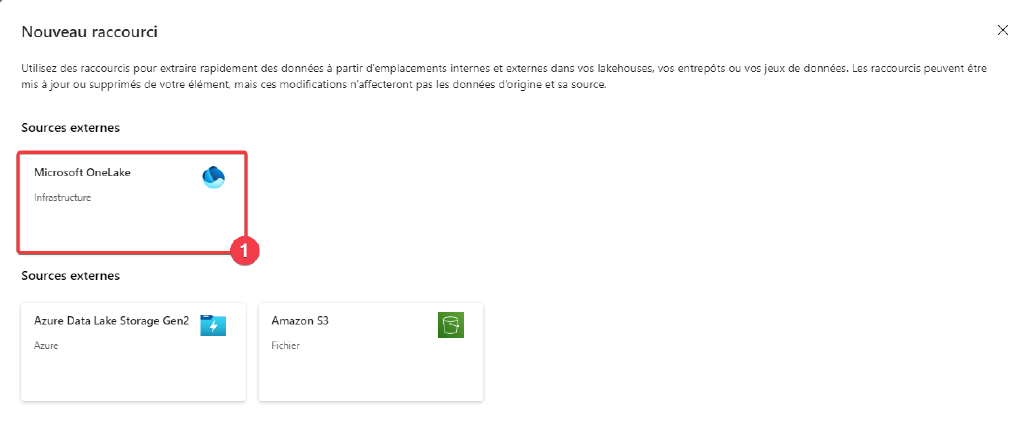 Nouveau raccourci
Utilisez des raccourcis pour extraire rapidement des données à partir d'emplacements internes et externes dans vos lakehouses, vos entrepôts ou vos jeux de données. Les raccourcis peuvent être
mis à jour ou supprimés de votre élément, mais ces modifications n'affecteront pas les données d'origine et sa source.
Sources externes
Microsoft OneLake
Infrastructure
1
Sources externes
Azure Data Lake Storage Gen2
Azure
Amazon S3
Fichier